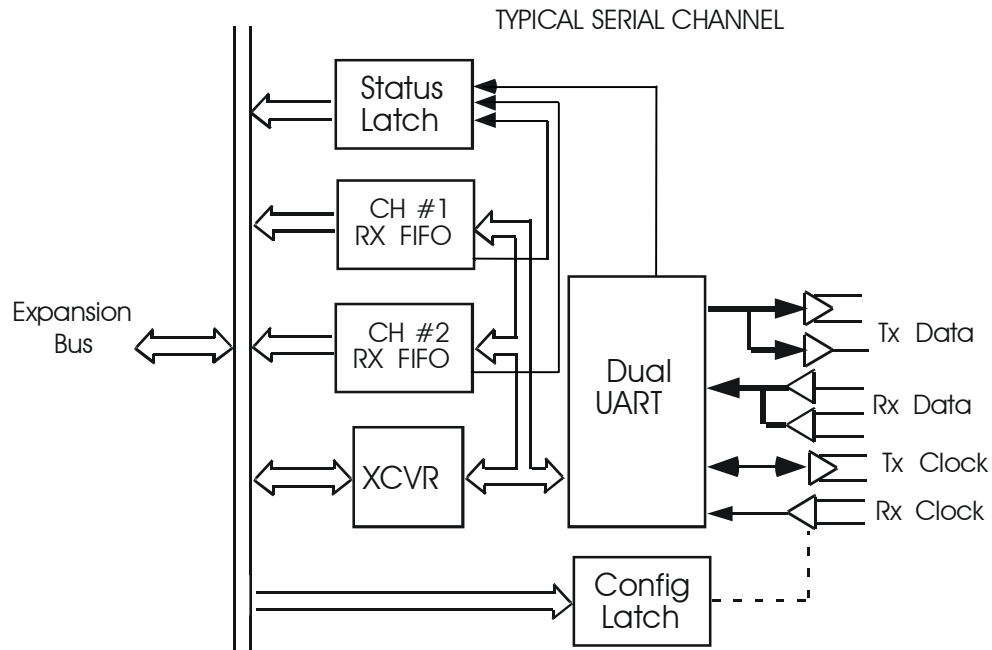 TYPICAL SERIAL CHANNEL
Status
Latch
CH #1
RX FIFO
Expansion
Bus
CH #2
RX FIFO
Dual
UART
Tx Data
Rx Data
XCVR
Tx Clock
Rx Clock
Config
Latch